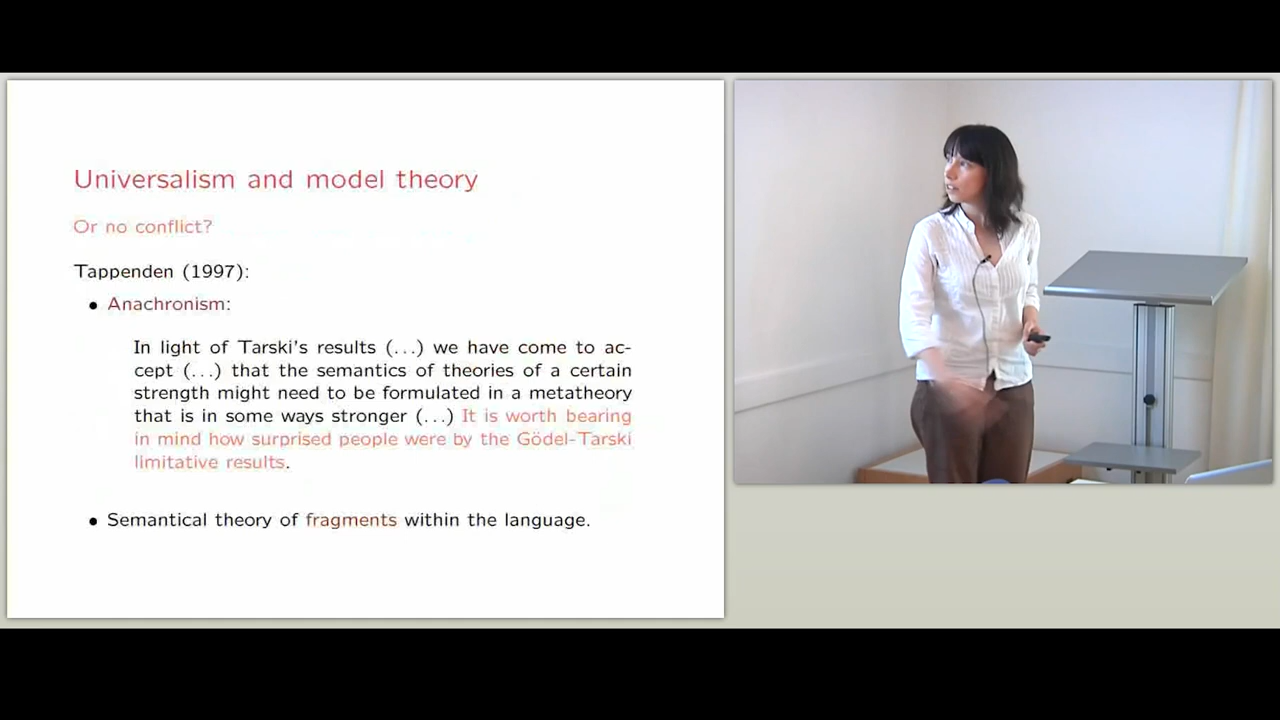 Universalism and model theory
Or no conflict?
Tappenden (1997):
• Anachronism:
In light of Tarski's results (...) we have come to ac-
cept (...) that the semantics of theories of a certain
strength might need to be formulated in a metatheory
that is in some ways stronger (...) It is worth bearing
in mind how surprised people were by the Gödel-Tarski
limitative results.
• Semantical theory of fragments within the language.